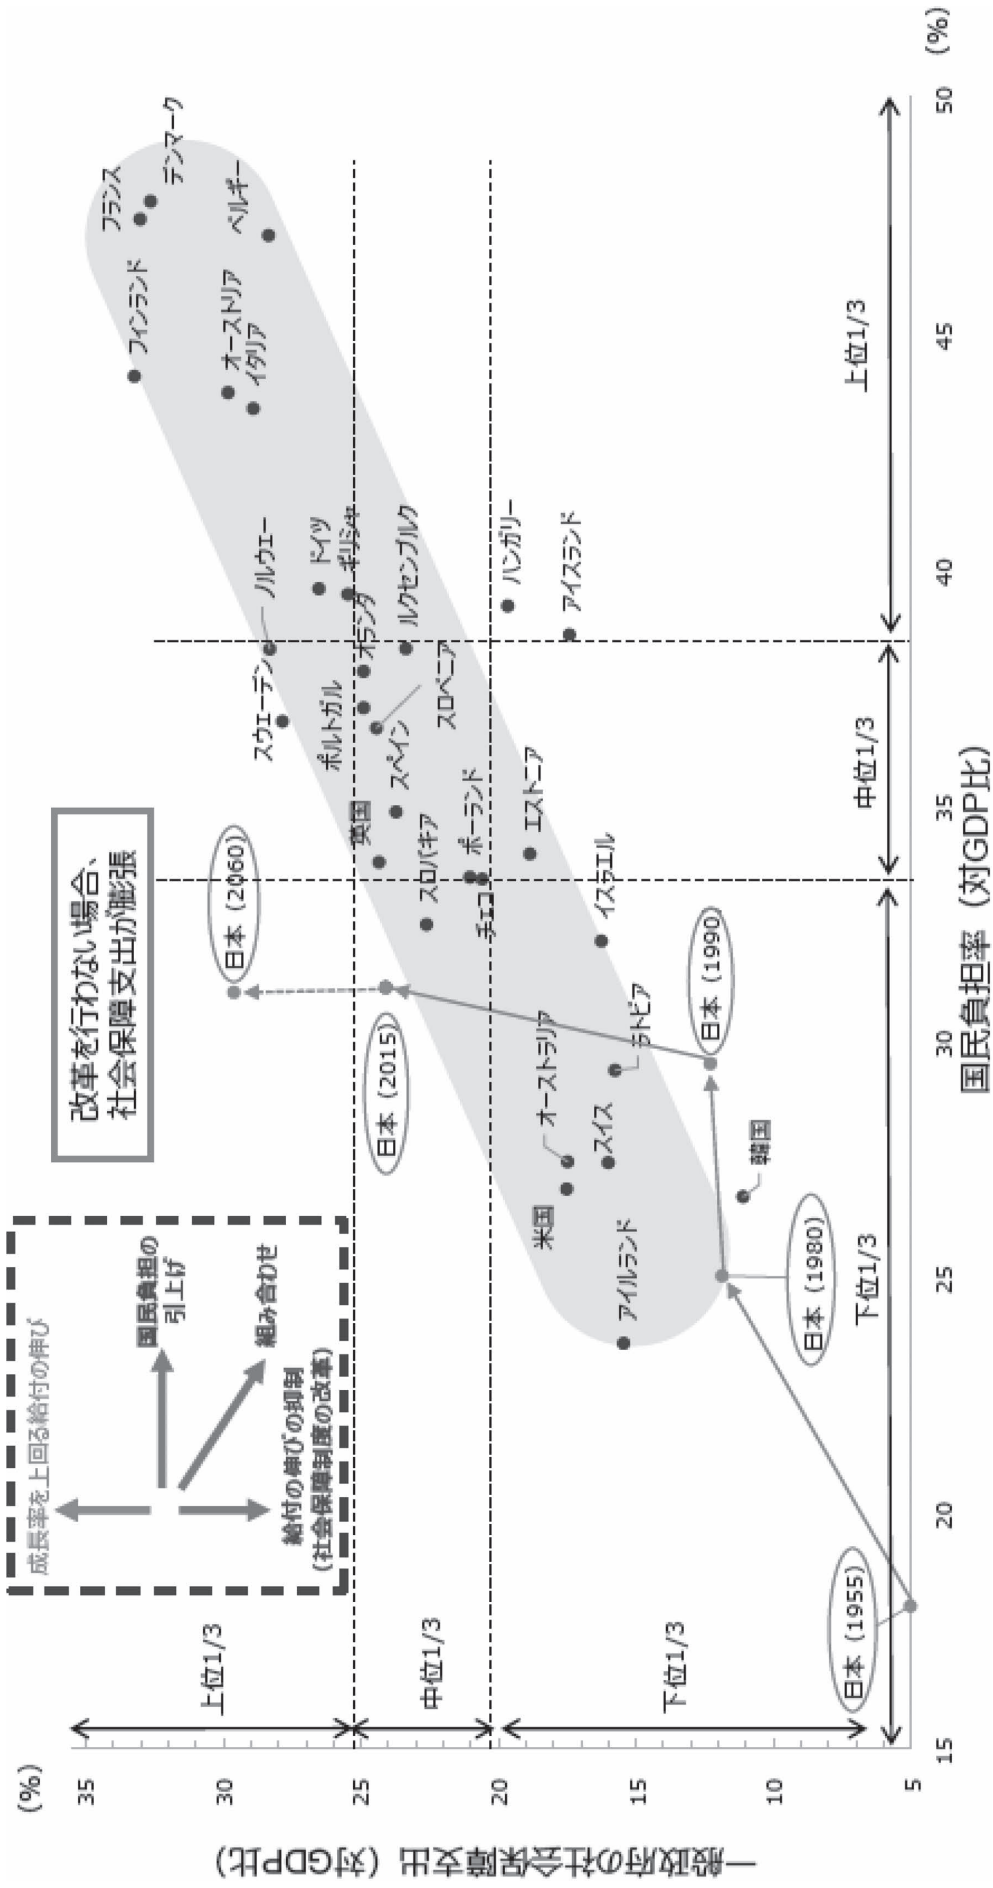 (%)
35
30
25
20
15
10
5
一般政府の社会保障支出（対GDP比）
上位1/3
中位1/3
下位1/3
成長率を上回る給付の伸び
国民負担の
引上げ
組み合わせ
給付の伸びの抑制
（社会保障制度の改革）
改革を行わない場合、
社会保障支出が膨張
日本（1955）
日本（1980）
日本（1990）
日本（2015）
日本（2060）
アイルランド
米国
オーストラリア
スイス
韓国
ラトビア
イスラエル
スロバキア
チェコ
ポーランド
英国
エストニア
スペイン
ポルトガル
スロベニア
スウェーデン
オランダ
ルクセンブルク
ノルウェー
ドイツ
ギリシャ
アイスランド
ハンガリー
イタリア
オーストリア
フィンランド
ベルギー
フランス
デンマーク
下位1/3
中位1/3
上位1/3
15
20
25
30
35
40
45
50
(%)
国民負担率（対GDP比）